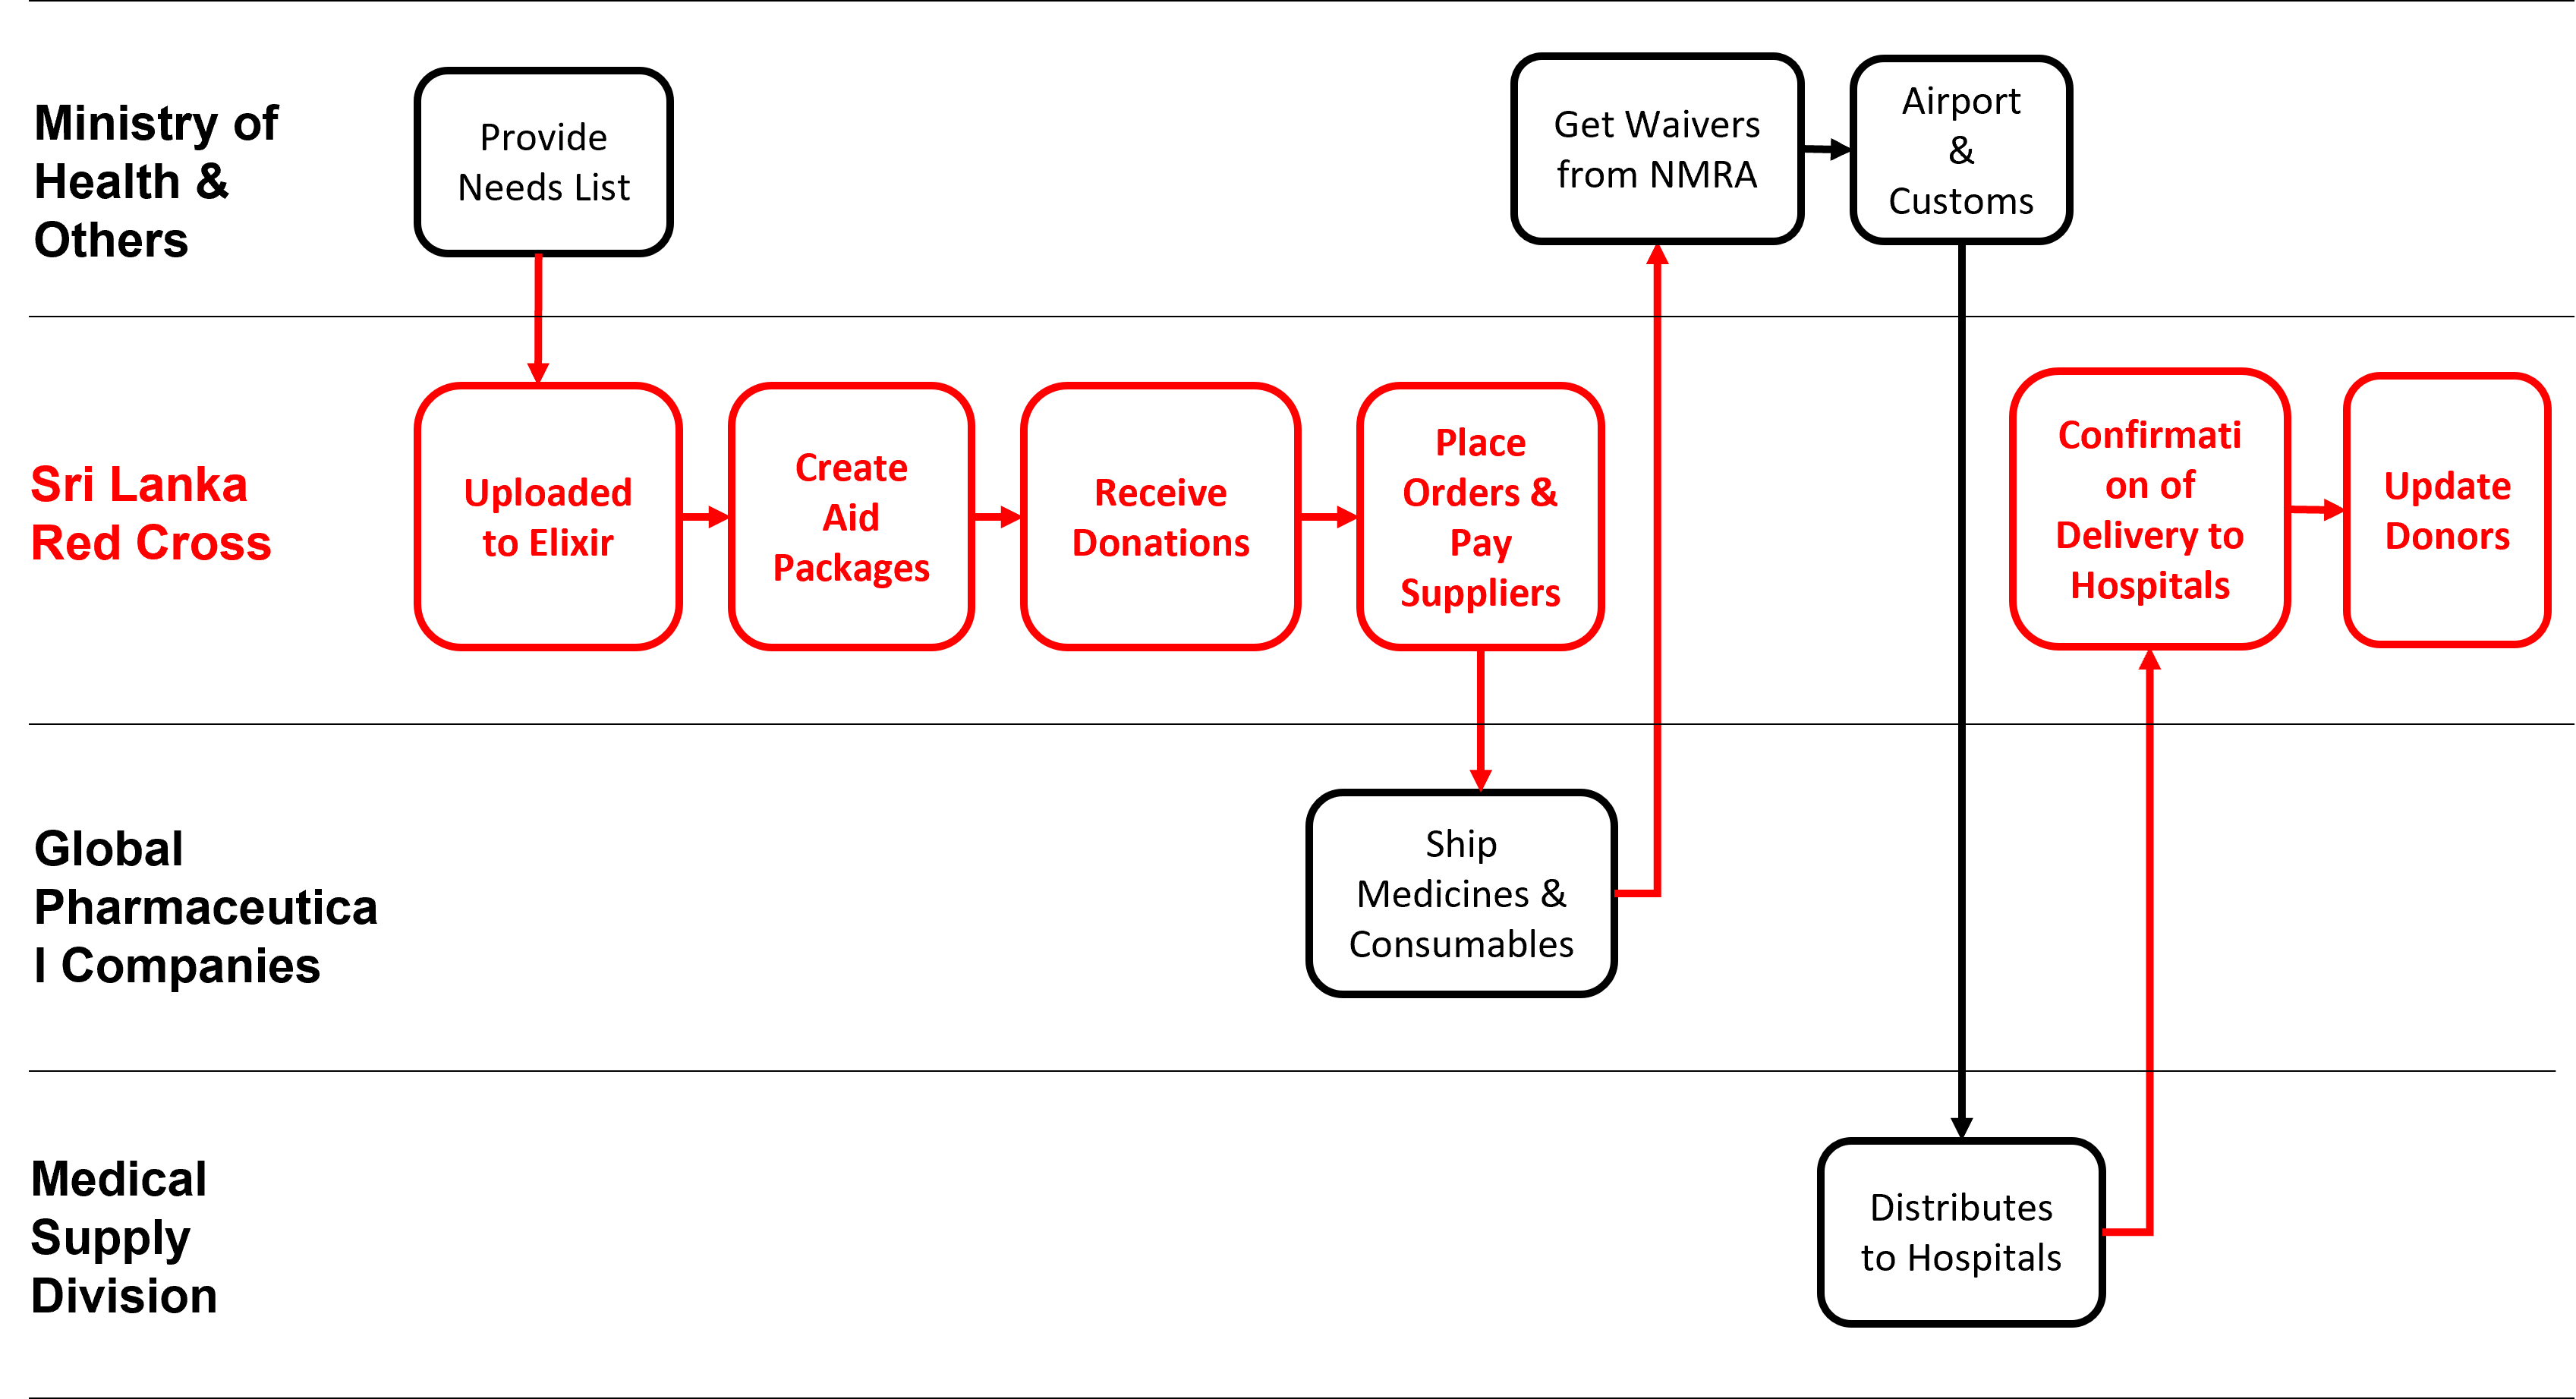 Ministry of
Health &
Others
Provide
Needs List
Get Waivers
from NMRA
Airport
&
Customs
Sri Lanka
Red Cross
Uploaded
to Elixir
Create
Aid
Packages
Receive
Donations
Place
Orders &
Pay
Suppliers
Confirmati
on of
Delivery to
Hospitals
Update
Donors
Global
Pharmaceutica
l Companies
Ship
Medicines &
Consumables
Medical
Supply
Division
Distributes
to Hospitals